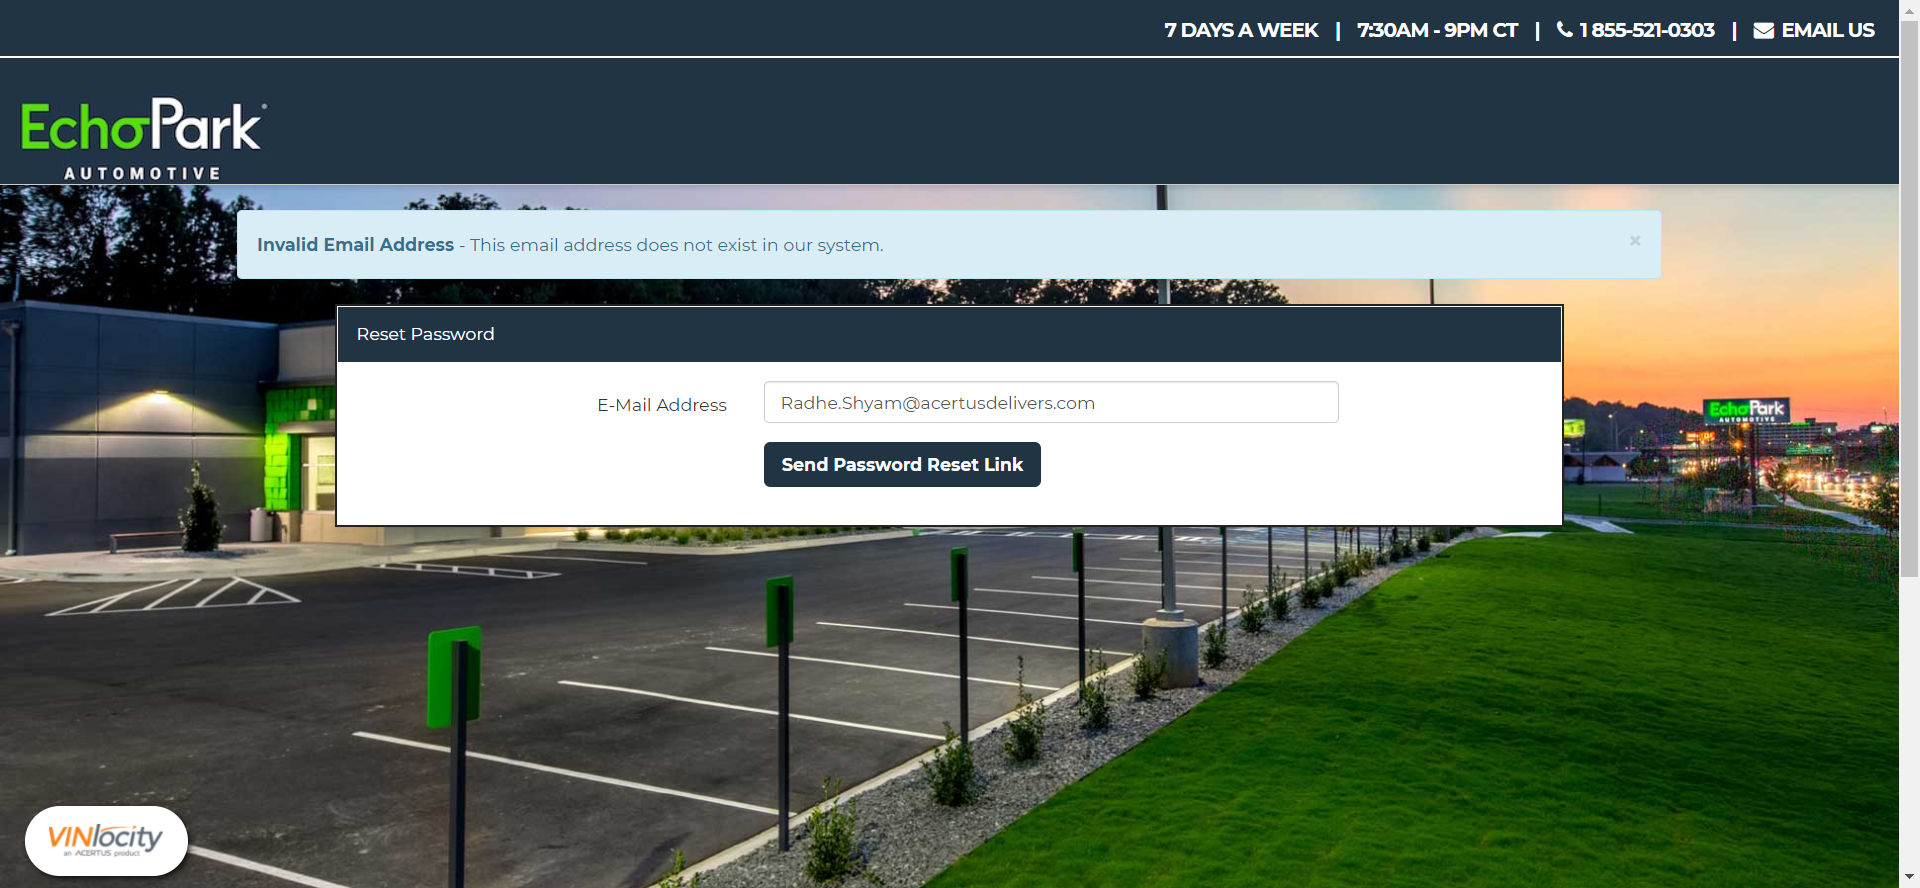 7 DAYS A WEEK | 7:30AM - 9PM CT | 1 855-521-0303 | EMAIL US
EchoPark
AUTOMOTIVE
Invalid Email Address - This email address does not exist in our system. ×
Reset Password
E-Mail Address Radhe.Shyam@acertusdelivers.com
Send Password Reset Link
EchoPark
AUTOMOTIVE
VINlocity
an ACERTUS product